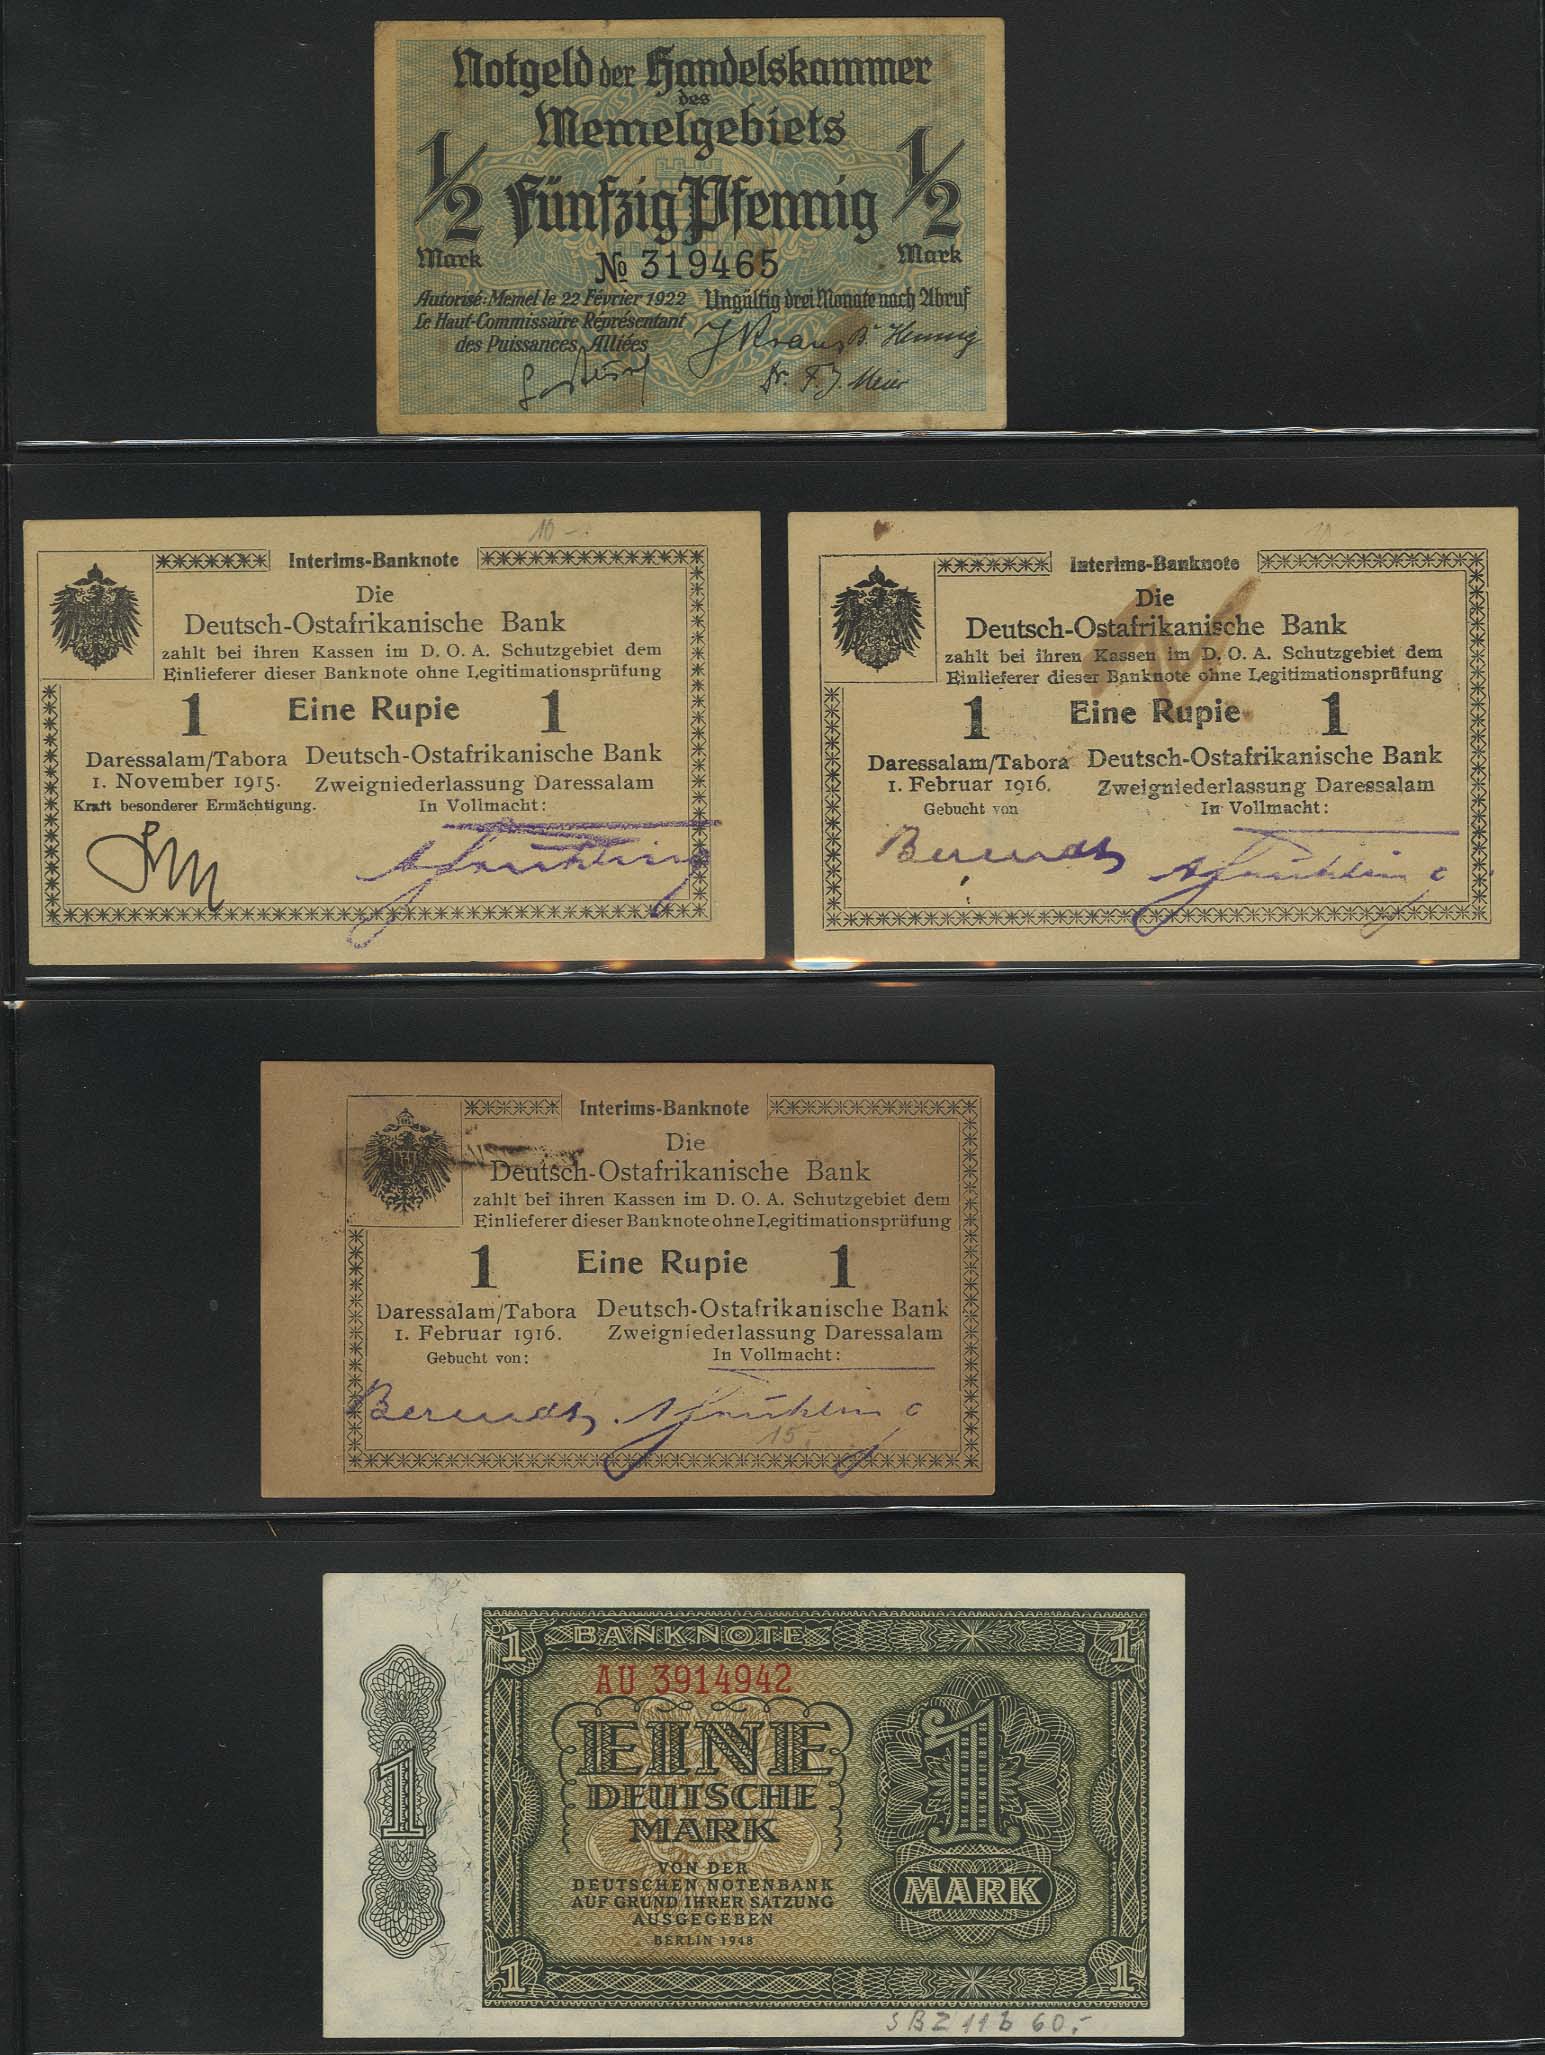 Notgeld der Handelskammer
des
Memelgebiets
1/2 Fünfzig Pfennig 1/2
Mark Mark
No 319465
Autorisé: Memel le 22 Février 1922 Ungültig drei Monate nach Abruf
Le Haut-Commissaire Représentant
des Puissances Alliées
J Kraus B. Hennig
Dr. F. J. Meier
10 -
Interims-Banknote
Die
Deutsch-Ostafrikanische Bank
zahlt bei ihren Kassen im D. O. A. Schutzgebiet dem
Einlieferer dieser Banknote ohne Legitimationsprüfung
1 Eine Rupie 1
Daressalam/Tabora Deutsch-Ostafrikanische Bank
1. November 1915. Zweigniederlassung Daressalam
Kraft besonderer Ermächtigung. In Vollmacht:
Interims-Banknote
Die
Deutsch-Ostafrikanische Bank
zahlt bei ihren Kassen im D. O. A. Schutzgebiet dem
Einlieferer dieser Banknote ohne Legitimationsprüfung
1 Eine Rupie 1
Daressalam/Tabora Deutsch-Ostafrikanische Bank
1. Februar 1916. Zweigniederlassung Daressalam
Gebucht von In Vollmacht:
Interims-Banknote
Die
Deutsch-Ostafrikanische Bank
zahlt bei ihren Kassen im D. O. A. Schutzgebiet dem
Einlieferer dieser Banknote ohne Legitimationsprüfung
1 Eine Rupie 1
Daressalam/Tabora Deutsch-Ostafrikanische Bank
1. Februar 1916. Zweigniederlassung Daressalam
Gebucht von: In Vollmacht:
15.-
1 BANKNOTE 1
AU 3914942
EINE
DEUTSCHE
MARK
1
1
MARK
VON DER
DEUTSCHEN NOTENBANK
AUF GRUND IHRER SATZUNG
AUSGEGEBEN
BERLIN 1948
1 1
SBZ 11b 60.-